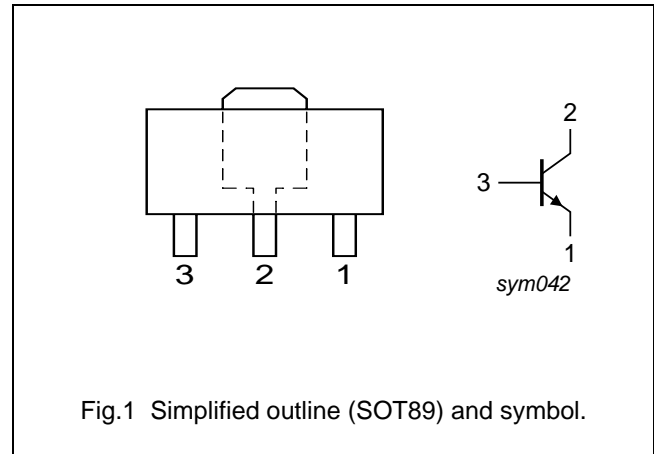 2
3
1
3 2 1
sym042
Fig.1 Simplified outline (SOT89) and symbol.